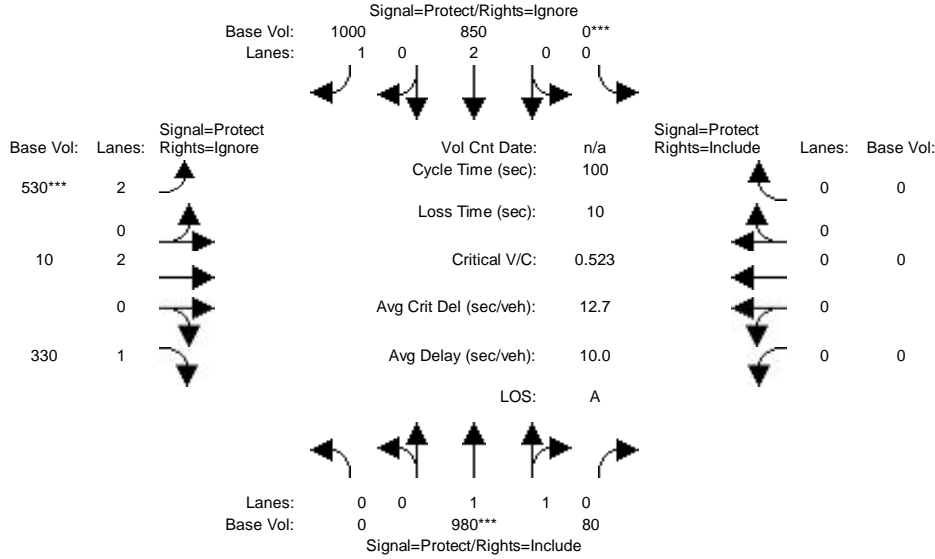 Signal=Protect/Rights=Ignore
Base Vol: 1000 850 0***
Lanes: 1 0 2 0 0
Signal=Protect
Base Vol: Lanes: Rights=Ignore
Vol Cnt Date: n/a
Signal=Protect
Rights=Include Lanes: Base Vol:
Cycle Time (sec): 100
530*** 2
0 0
Loss Time (sec): 10
0
0
10 2
Critical V/C: 0.523
0 0
0
Avg Crit Del (sec/veh): 12.7
0
330 1
Avg Delay (sec/veh): 10.0
0 0
LOS: A
Lanes: 0 0 1 1 0
Base Vol: 0 980*** 80
Signal=Protect/Rights=Include